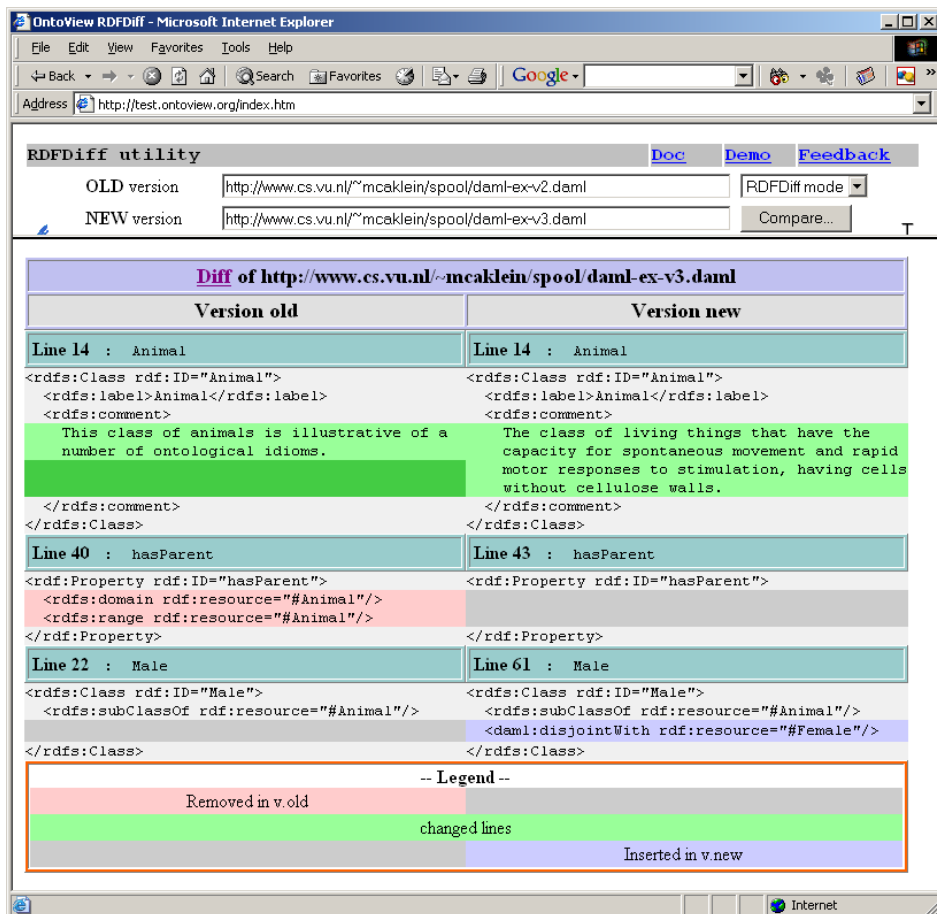 OntoView RDFDiff - Microsoft Internet Explorer
File Edit View Favorites Tools Help
Back Search Favorites Google
Address http://test.ontoview.org/index.htm
RDFDiff utility Doc Demo Feedback
OLD version http://www.cs.vu.nl/~mcaklein/spool/daml-ex-v2.daml RDFDiff mode
NEW version http://www.cs.vu.nl/~mcaklein/spool/daml-ex-v3.daml Compare...
Diff of http://www.cs.vu.nl/~mcaklein/spool/daml-ex-v3.daml
Version old Version new
Line 14 : Animal Line 14 : Animal
<rdfs:Class rdf:ID="Animal"> <rdfs:Class rdf:ID="Animal">
<rdfs:label>Animal</rdfs:label> <rdfs:label>Animal</rdfs:label>
<rdfs:comment> <rdfs:comment>
This class of animals is illustrative of a The class of living things that have the
number of ontological idioms. capacity for spontaneous movement and rapid
motor responses to stimulation, having cells
without cellulose walls.
</rdfs:comment> </rdfs:comment>
</rdfs:Class> </rdfs:Class>
Line 40 : hasParent Line 43 : hasParent
<rdf:Property rdf:ID="hasParent"> <rdf:Property rdf:ID="hasParent">
<rdfs:domain rdf:resource="#Animal"/>
<rdfs:range rdf:resource="#Animal"/>
</rdf:Property> </rdf:Property>
Line 22 : Male Line 61 : Male
<rdfs:Class rdf:ID="Male"> <rdfs:Class rdf:ID="Male">
<rdfs:subClassOf rdf:resource="#Animal"/> <rdfs:subClassOf rdf:resource="#Animal"/>
<daml:disjointWith rdf:resource="#Female"/>
</rdfs:Class> </rdfs:Class>
-- Legend --
Removed in v.old
changed lines
Inserted in v.new
Internet